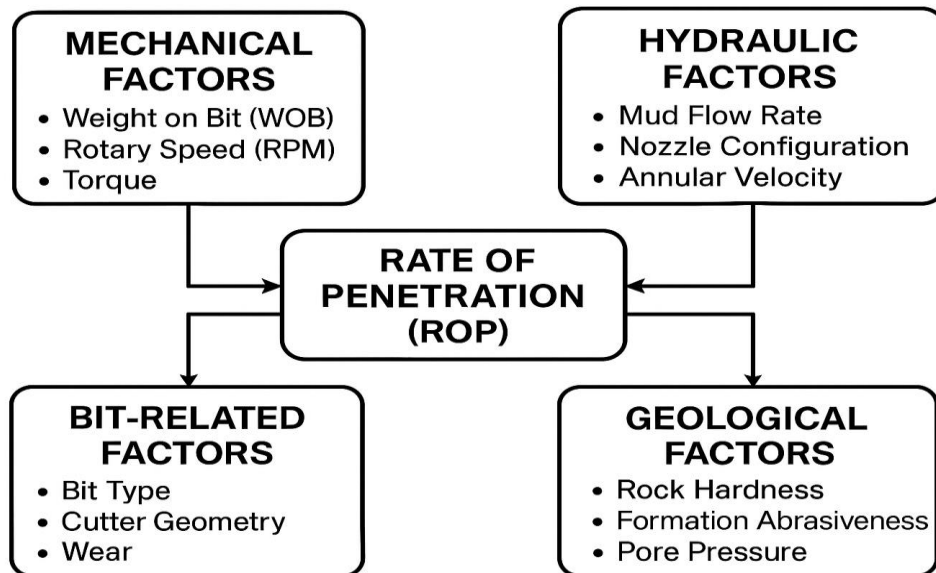 MECHANICAL
FACTORS
• Weight on Bit (WOB)
• Rotary Speed (RPM)
• Torque
HYDRAULIC
FACTORS
• Mud Flow Rate
• Nozzle Configuration
• Annular Velocity
RATE OF
PENETRATION
(ROP)
BIT-RELATED
FACTORS
• Bit Type
• Cutter Geometry
• Wear
GEOLOGICAL
FACTORS
• Rock Hardness
• Formation Abrasiveness
• Pore Pressure